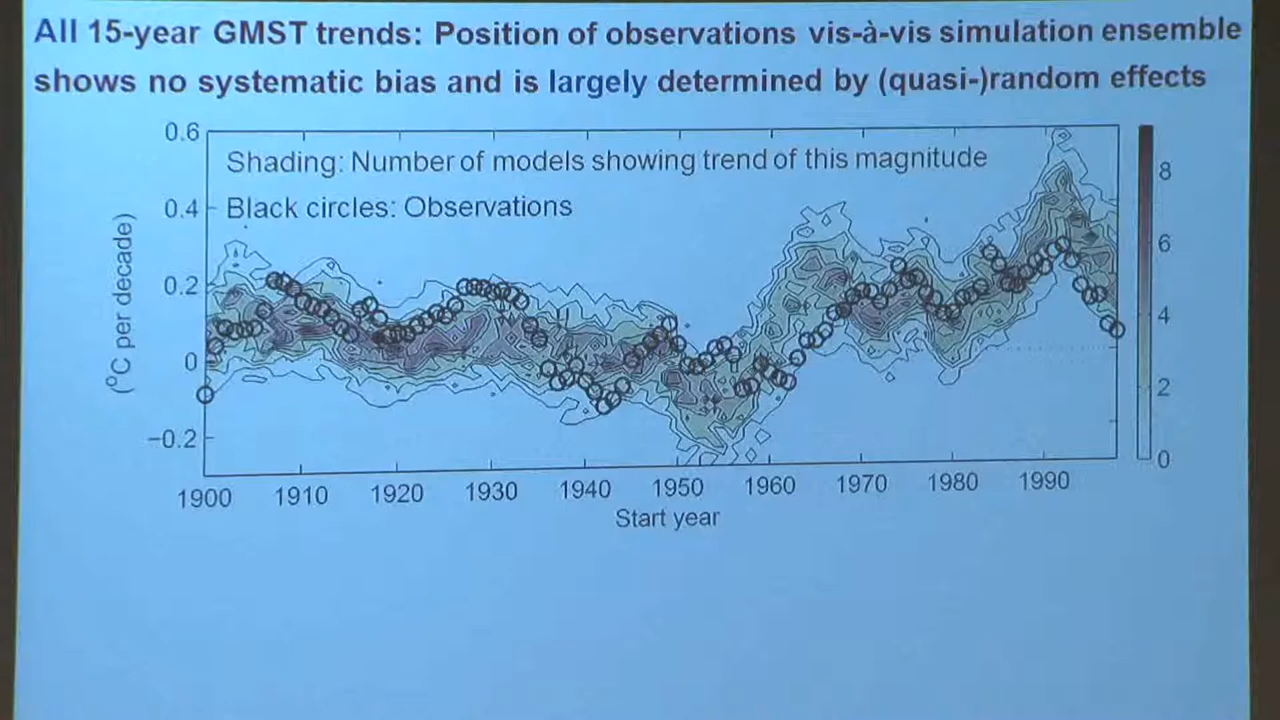 All 15-year GMST trends: Position of observations vis-à-vis simulation ensemble
shows no systematic bias and is largely determined by (quasi-)random effects
0.6
Shading: Number of models showing trend of this magnitude
8
0.4
Black circles: Observations
(°C per decade)
6
0.2
4
0
2
−0.2
0
1900 1910 1920 1930 1940 1950 1960 1970 1980 1990
Start year